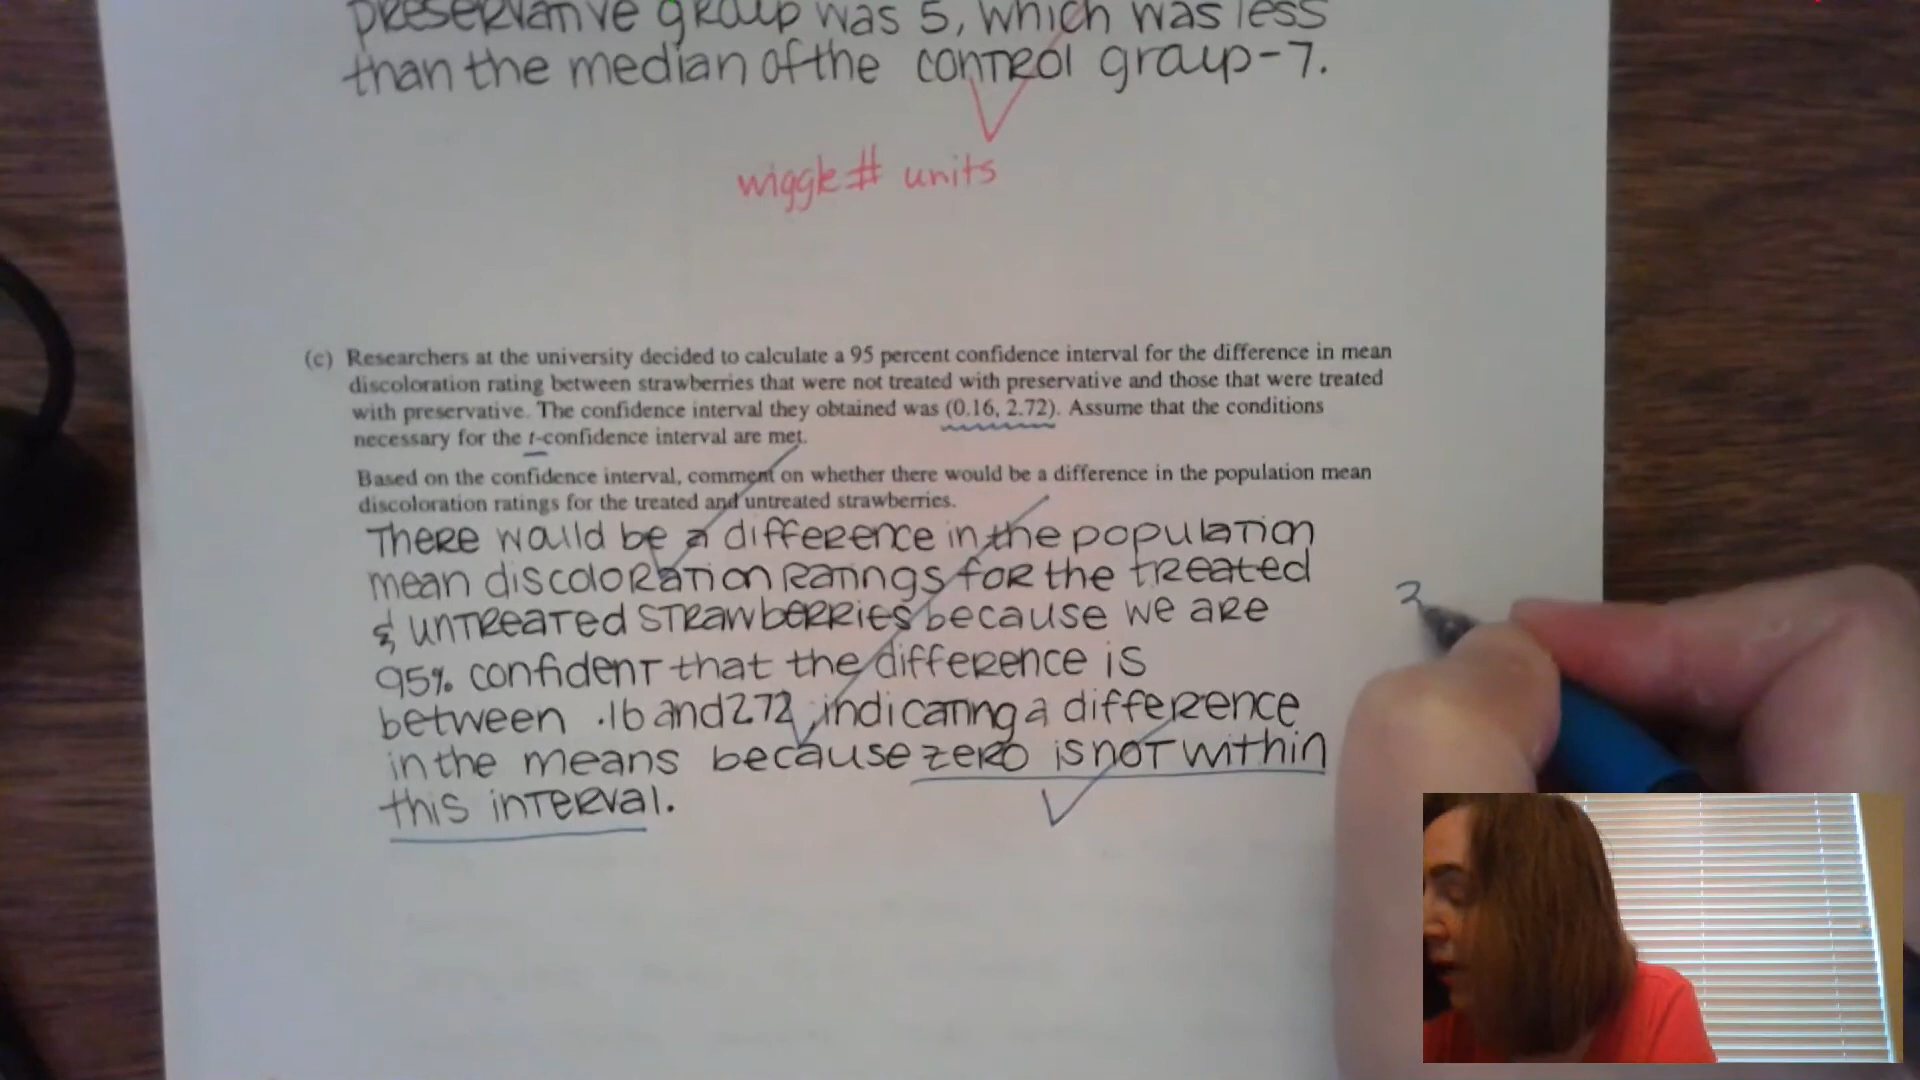 preservative group was 5, which was less
than the median of the control group-7.
wiggle # units
(c) Researchers at the university decided to calculate a 95 percent confidence interval for the difference in mean
discoloration rating between strawberries that were not treated with preservative and those that were treated
with preservative. The confidence interval they obtained was (0.16, 2.72). Assume that the conditions
necessary for the t-confidence interval are met.
Based on the confidence interval, comment on whether there would be a difference in the population mean
discoloration ratings for the treated and untreated strawberries.
There would be a difference in the population
mean discoloration ratings for the treated
& untreated strawberries because we are
95% confident that the difference is
between .16 and 2.72, indicating a difference
in the means because zero is not within
this interval.